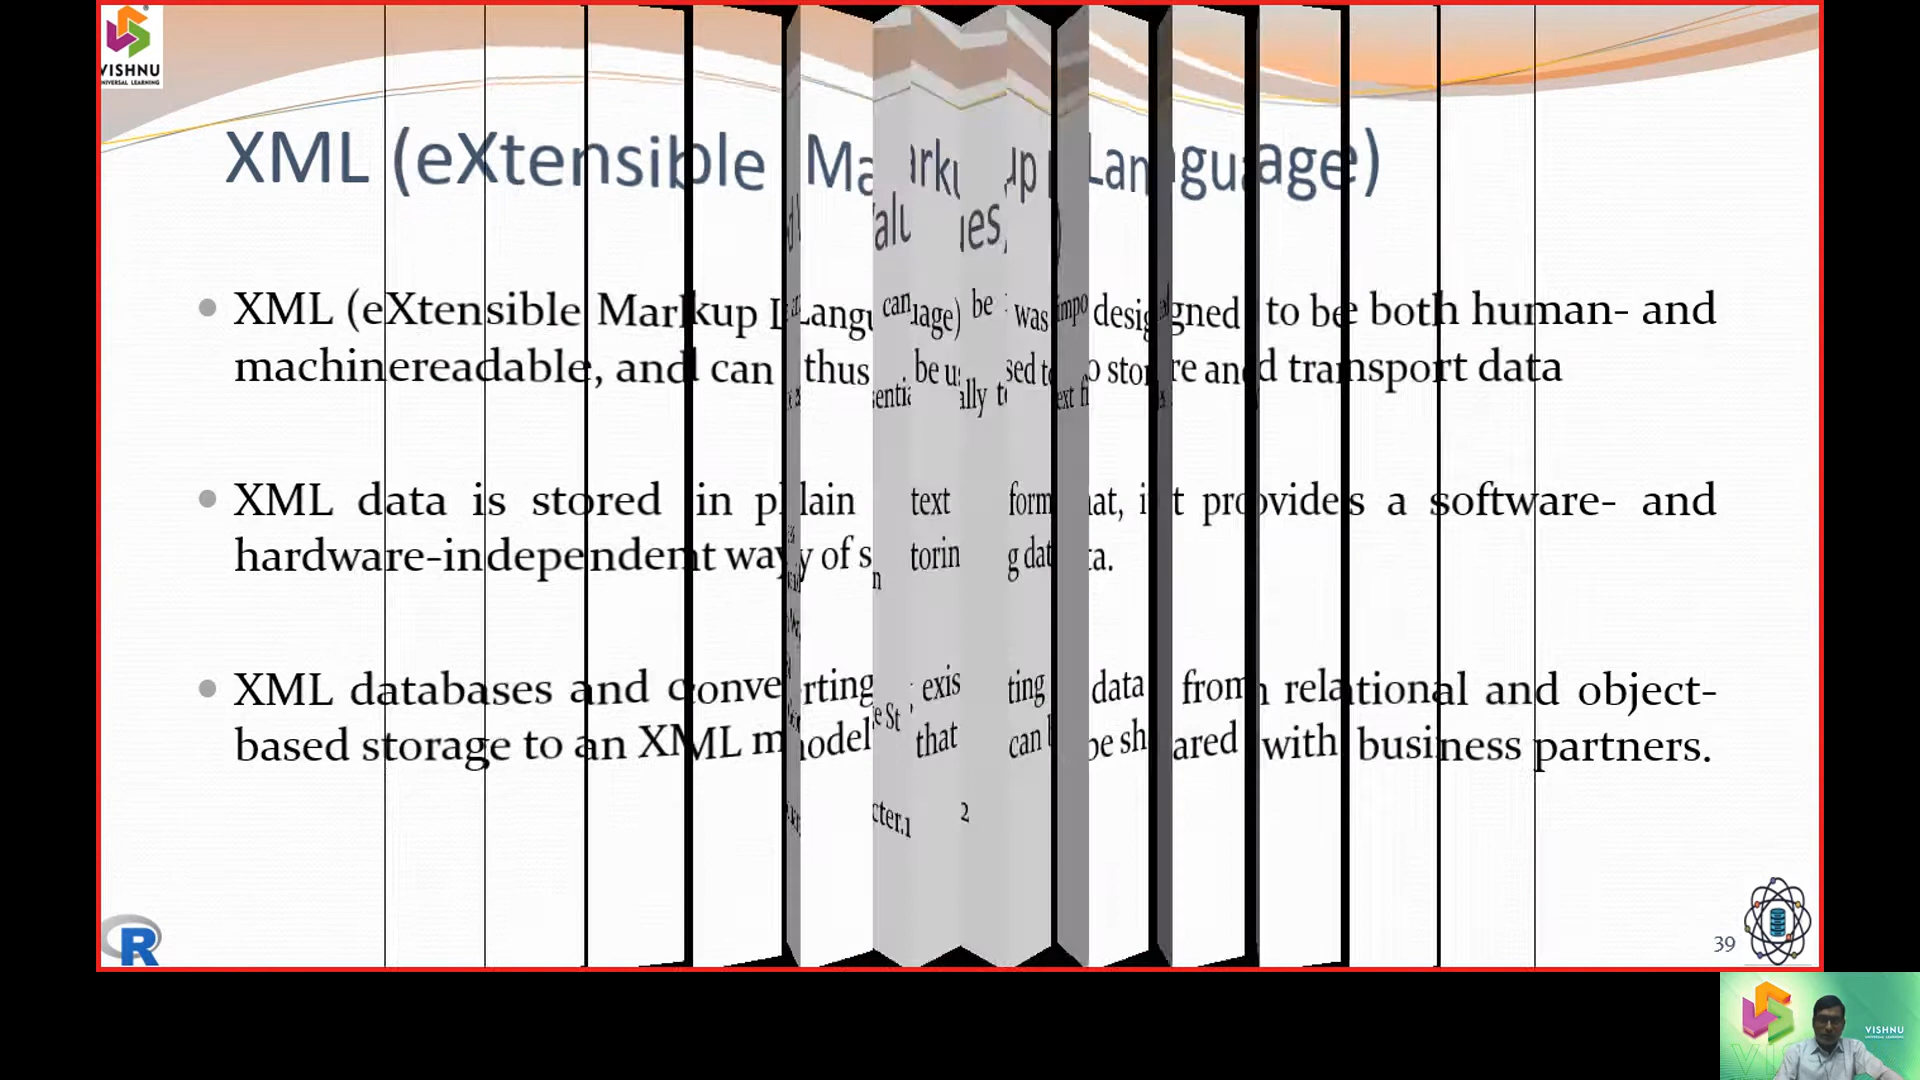 VISHNU
UNIVERSAL LEARNING
XML (eXtensible Markup Language)
XML (eXtensible Markup Language) was designed to be both human- and
machinereadable, and can thus be used to store and transport data
XML data is stored in plain text format, it provides a software- and
hardware-independent way of storing data.
XML databases and converting existing data from relational and object-
based storage to an XML model that can be shared with business partners.
R
39
VISHNU
UNIVERSAL LEARNING